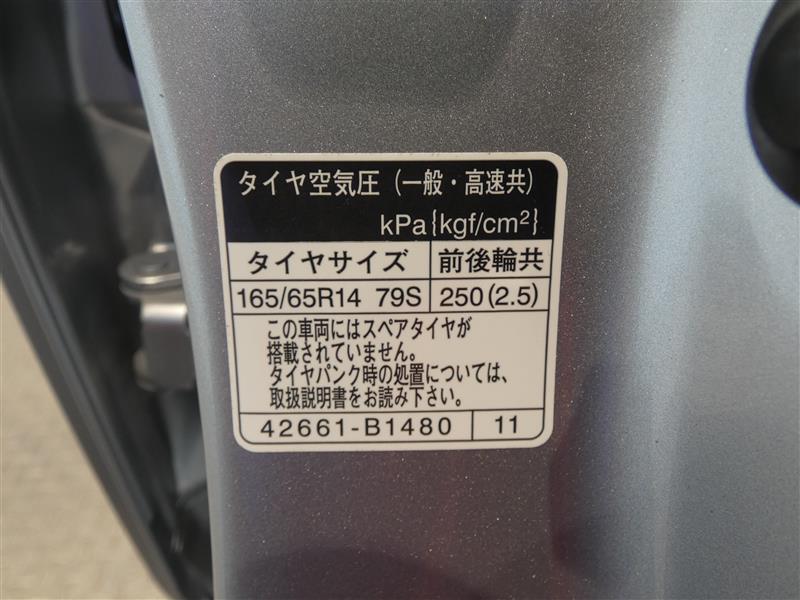 タイヤ空気圧（一般・高速共）
kPa{kgf/cm²}
タイヤサイズ 前後輪共
165/65R14 79S 250(2.5)
この車両にはスペアタイヤが
搭載されていません。
タイヤパンク時の処置については、
取扱説明書をお読み下さい。
42661-B1480 11